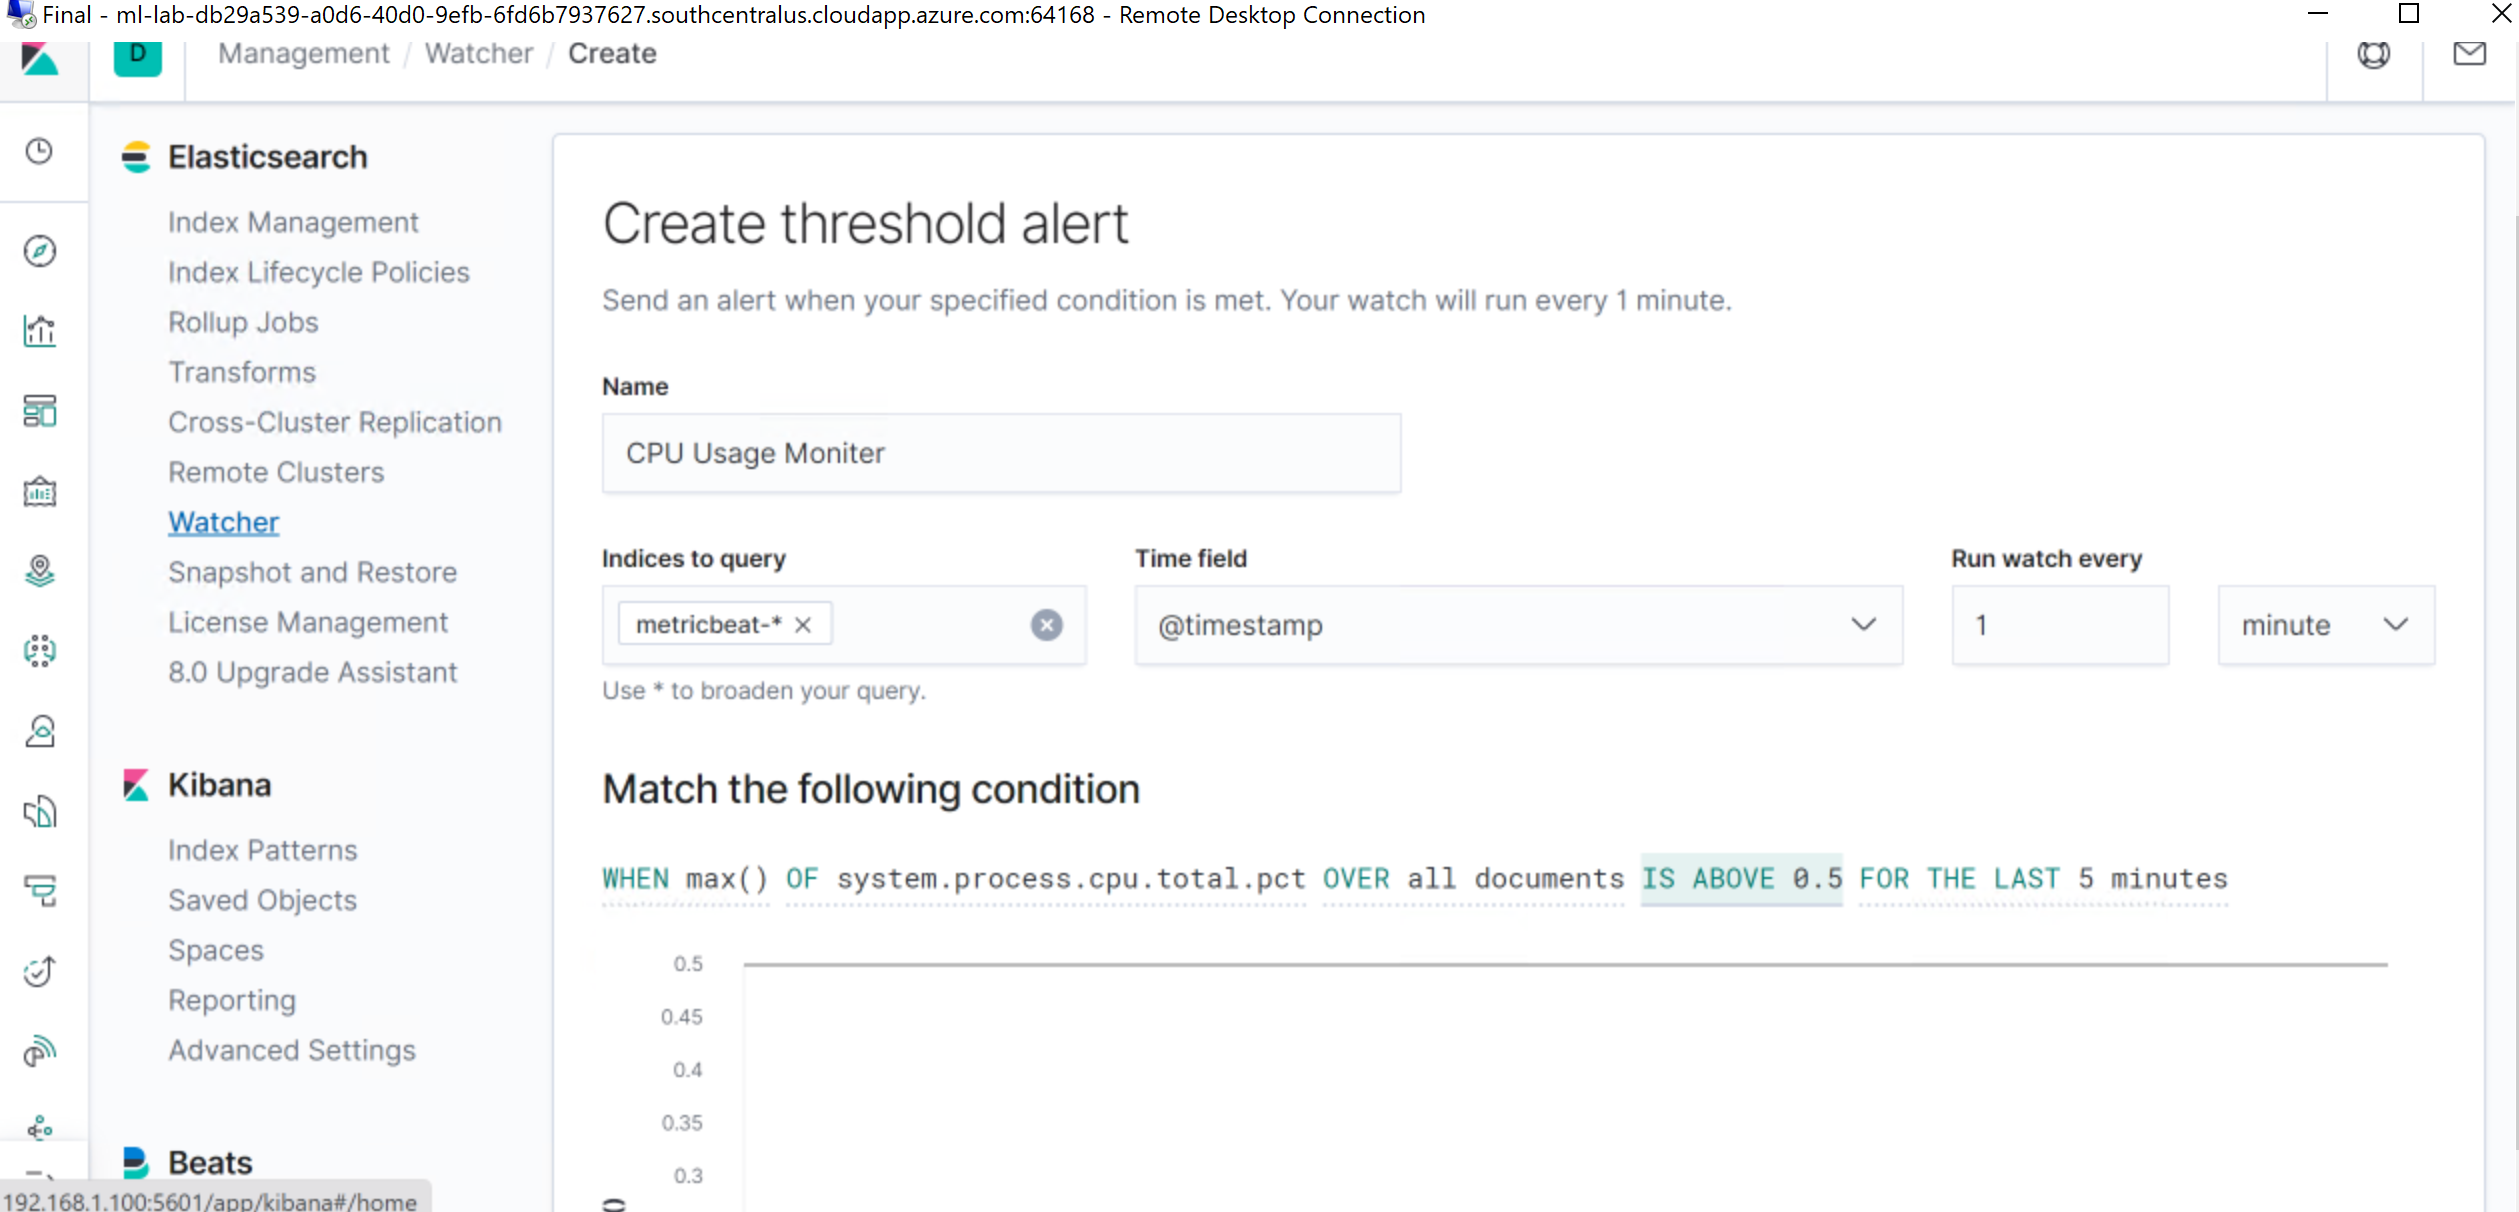 Final - ml-lab-db29a539-a0d6-40d0-9efb-6fd6b7937627.southcentralus.cloudapp.azure.com:64168 - Remote Desktop Connection
D Management / Watcher / Create
Elasticsearch
Index Management
Index Lifecycle Policies
Rollup Jobs
Transforms
Cross-Cluster Replication
Remote Clusters
Watcher
Snapshot and Restore
License Management
8.0 Upgrade Assistant
Kibana
Index Patterns
Saved Objects
Spaces
Reporting
Advanced Settings
Beats
192.168.1.100:5601/app/kibana#/home
Create threshold alert
Send an alert when your specified condition is met. Your watch will run every 1 minute.
Name
CPU Usage Moniter
Indices to query Time field Run watch every
metricbeat-* @timestamp 1 minute
Use * to broaden your query.
Match the following condition
WHEN max() OF system.process.cpu.total.pct OVER all documents IS ABOVE 0.5 FOR THE LAST 5 minutes
0.5
0.45
0.4
0.35
0.3